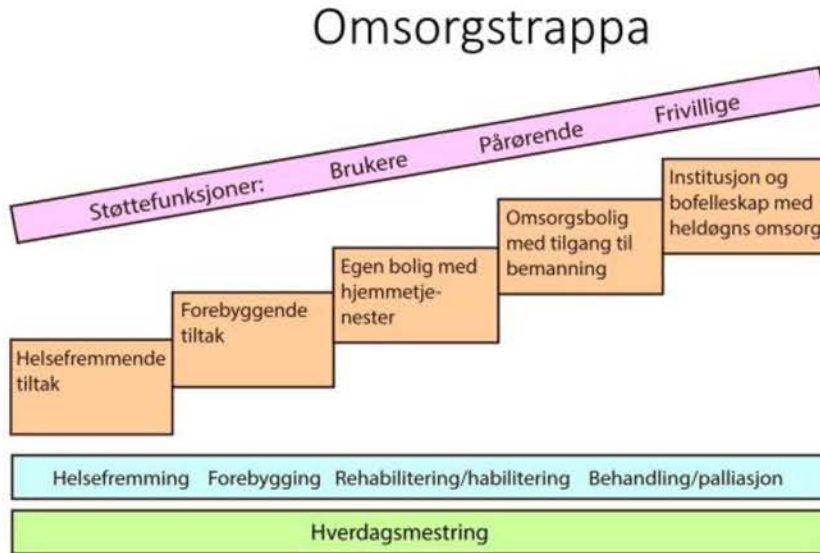 Omsorgstrappa
Støttefunksjoner: Brukere Pårørende Frivillige
Helsefremmende
tiltak
Forebyggende
tiltak
Egen bolig med
hjemmetje-
nester
Omsorgsbolig
med tilgang til
bemanning
Institusjon og
bofelleskap med
heldøgns omsorg
Helsefremming Forebygging Rehabilitering/habilitering Behandling/palliasjon
Hverdagsmestring